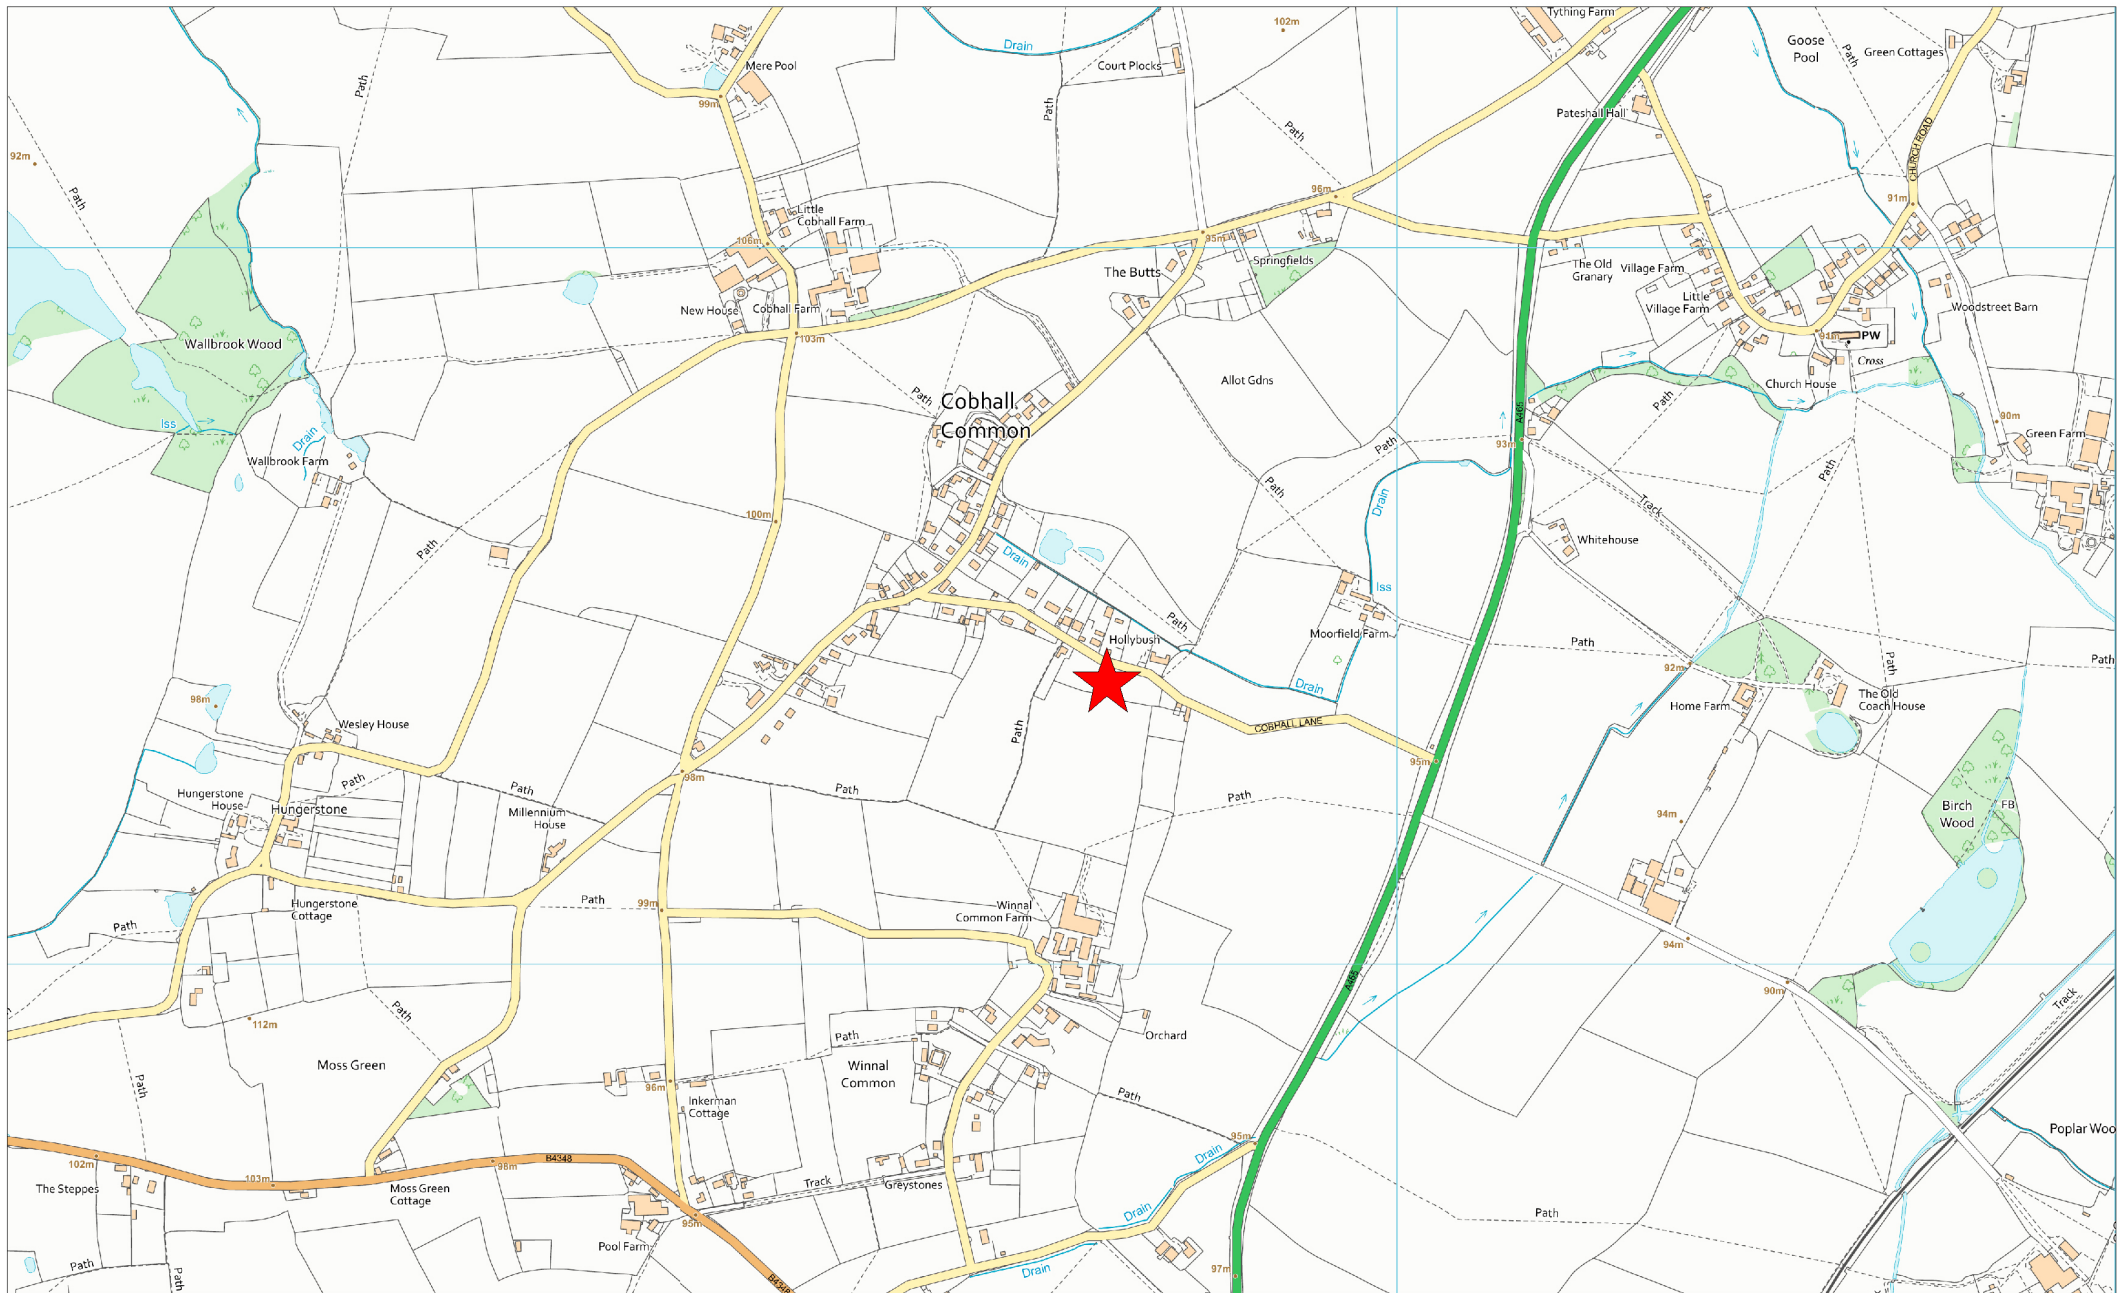 Tything Farm
102m
Drain
Goose
Pool
Path
Green Cottages
Mere Pool
Court Plocks
Path
99m
Path
Pateshall Hall
Path
CHURCH ROAD
92m
Path
96m
91m
Little
Cobhall Farm
106m
95m
The Butts
Springfields
The Old
Granary
Village Farm
Little
Village Farm
New House
Cobhall Farm
103m
Woodstreet Barn
91m
PW
Cross
Wallbrook Wood
Church House
Allot Gdns
Path
Cobhall
Common
Path
A465
90m
Iss
Drain
Path
93m
Green Farm
Wallbrook Farm
Path
Path
Drain
Track
100m
Path
Drain
Whitehouse
Iss
Path
Hollybush
Moorfield Farm
Path
Path
Path
92m
Drain
98m
The Old
Coach House
Home Farm
Wesley House
Path
COBHALL LANE
95m
98m
Path
Path
Path
Path
Hungerstone
House
Hungerstone
Millennium
House
94m
Birch
Wood
FB
Hungerstone
Cottage
Path
99m
Winnal
Common Farm
Path
94m
A465
90m
Track
Path
112m
Path
Orchard
Moss Green
Path
Winnal
Common
96m
Inkerman
Cottage
Path
Poplar Woo
95m
Drain
B4348
98m
102m
103m
The Steppes
Moss Green
Cottage
Track
Greystones
95m
Drain
Path
Pool Farm
Path
Path
Drain
97m
B4348